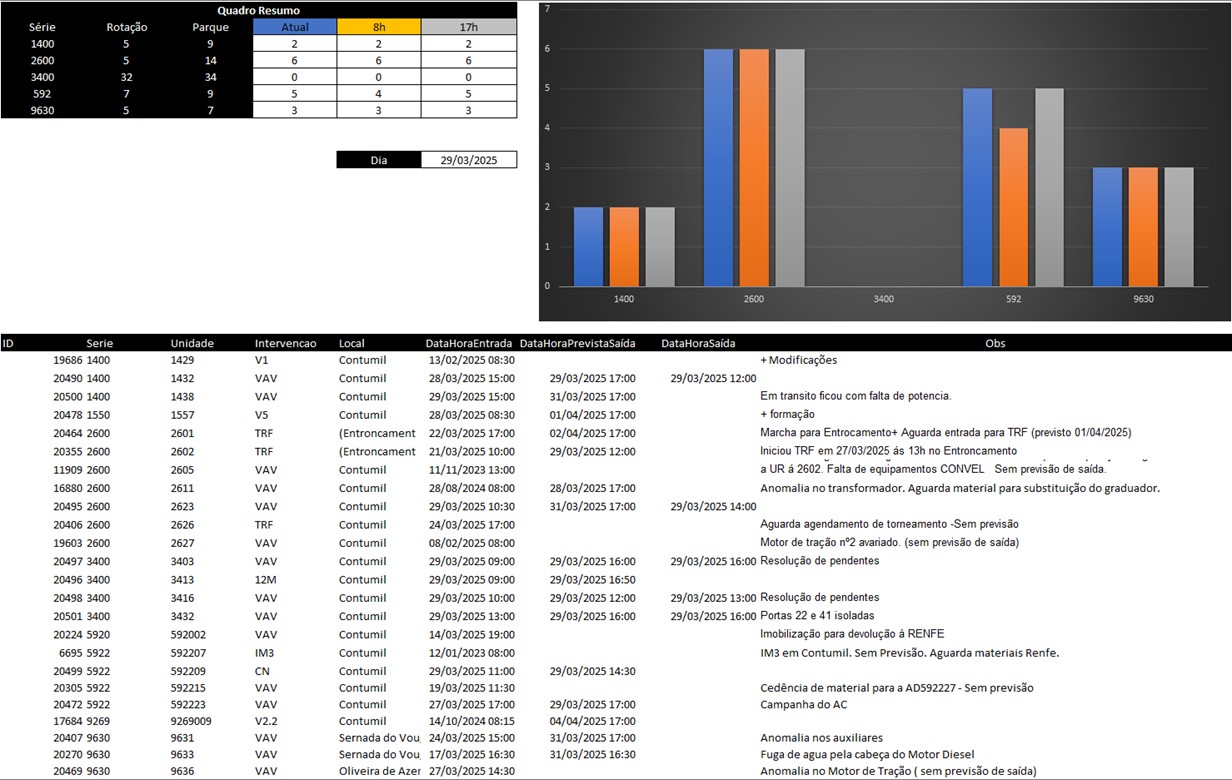 Quadro Resumo
Série Rotação Parque Atual 8h 17h
1400 5 9 2 2 2
2600 5 14 6 6 6
3400 32 34 0 0 0
592 7 9 5 4 5
9630 5 7 3 3 3
Dia 29/03/2025
7
6
5
4
3
2
1
0
1400 2600 3400 592 9630
ID Serie Unidade Intervencao Local DataHoraEntrada DataHoraPrevistaSaída DataHoraSaída Obs
19686 1400 1429 V1 Contumil 13/02/2025 08:30 + Modificações
20490 1400 1432 VAV Contumil 28/03/2025 15:00 29/03/2025 17:00 29/03/2025 12:00
20500 1400 1438 VAV Contumil 29/03/2025 15:00 31/03/2025 17:00 Em transito ficou com falta de potencia.
20478 1550 1557 V5 Contumil 28/03/2025 08:30 01/04/2025 17:00 + formação
20464 2600 2601 TRF (Entroncament 22/03/2025 17:00 02/04/2025 17:00 Marcha para Entrocamento+ Aguarda entrada para TRF (previsto 01/04/2025)
20355 2600 2602 TRF (Entroncament 21/03/2025 10:00 29/03/2025 12:00 Iniciou TRF em 27/03/2025 ás 13h no Entroncamento
11909 2600 2605 VAV Contumil 11/11/2023 13:00 a UR á 2602. Falta de equipamentos CONVEL Sem previsão de saída.
16880 2600 2611 VAV Contumil 28/08/2024 08:00 28/03/2025 17:00 Anomalia no transformador. Aguarda material para substituição do graduador.
20495 2600 2623 VAV Contumil 29/03/2025 10:30 31/03/2025 17:00 29/03/2025 14:00
20406 2600 2626 TRF Contumil 24/03/2025 17:00 Aguarda agendamento de torneamento -Sem previsão
19603 2600 2627 VAV Contumil 08/02/2025 08:00 Motor de tração nº2 avariado. (sem previsão de saída)
20497 3400 3403 VAV Contumil 29/03/2025 09:00 29/03/2025 16:00 29/03/2025 16:00 Resolução de pendentes
20496 3400 3413 12M Contumil 29/03/2025 09:00 29/03/2025 16:50
20498 3400 3416 VAV Contumil 29/03/2025 10:00 29/03/2025 12:00 29/03/2025 13:00 Resolução de pendentes
20501 3400 3432 VAV Contumil 29/03/2025 13:00 29/03/2025 16:00 29/03/2025 16:00 Portas 22 e 41 isoladas
20224 5920 592002 VAV Contumil 14/03/2025 19:00 Imobilização para devolução à RENFE
6695 5922 592207 IM3 Contumil 12/01/2023 08:00 IM3 em Contumil. Sem Previsão. Aguarda materiais Renfe.
20499 5922 592209 CN Contumil 29/03/2025 11:00 29/03/2025 14:30
20305 5922 592215 VAV Contumil 19/03/2025 11:30 Cedência de material para a AD592227 - Sem previsão
20472 5922 592223 VAV Contumil 27/03/2025 17:00 29/03/2025 17:00 Campanha do AC
17684 9269 9269009 V2.2 Contumil 14/10/2024 08:15 04/04/2025 17:00
20407 9630 9631 VAV Sernada do Vou 24/03/2025 15:00 31/03/2025 17:00 Anomalia nos auxiliares
20270 9630 9633 VAV Sernada do Vou 17/03/2025 16:30 31/03/2025 16:30 Fuga de agua pela cabeça do Motor Diesel
20469 9630 9636 VAV Oliveira de Azer 27/03/2025 14:30 Anomalia no Motor de Tração ( sem previsão de saída)